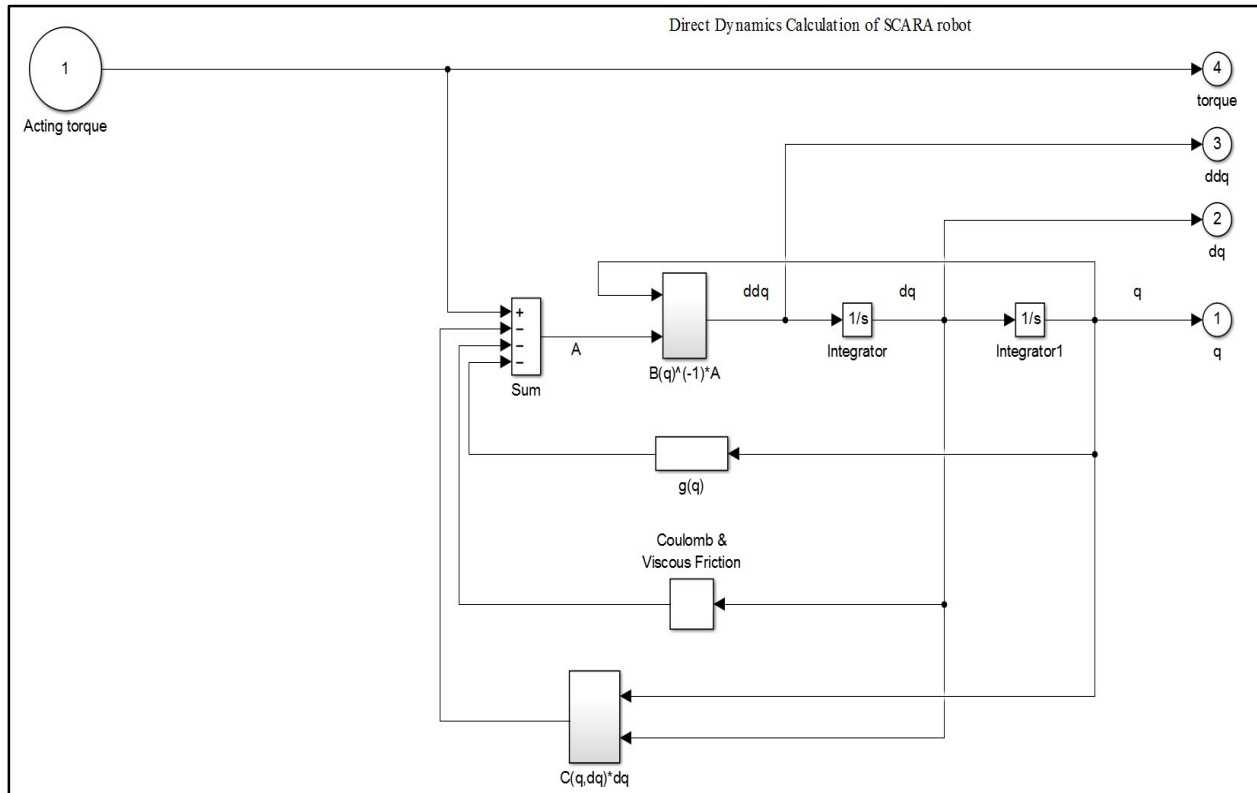 Direct Dynamics Calculation of SCARA robot
1
Acting torque
4
torque
3
ddq
2
dq
ddq
dq
q
+
−
−
−
Sum
A
B(q)^(-1)*A
1/s
Integrator
1/s
Integrator1
1
q
g(q)
Coulomb &
Viscous Friction
C(q,dq)*dq